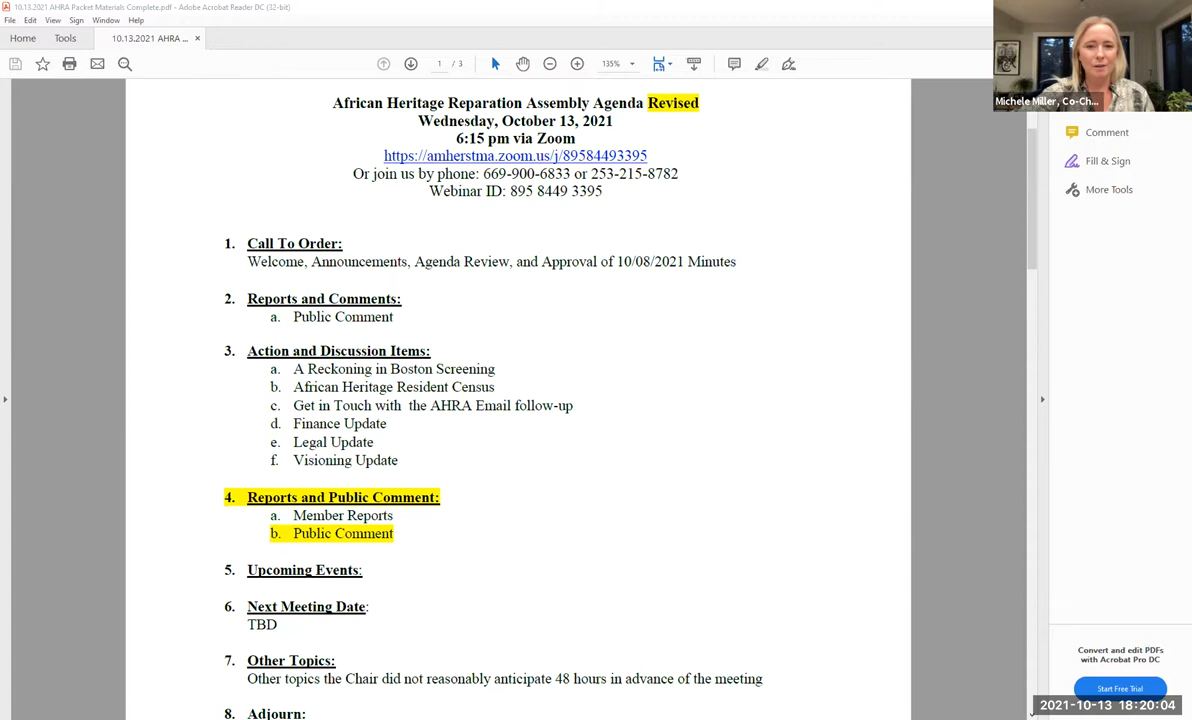 10.13.2021 AHRA Packet Materials Complete.pdf - Adobe Acrobat Reader DC (32-bit)
File Edit View Sign Window Help
Home Tools 10.13.2021 AHRA ... ×
1 / 3 135%
Michele Miller, Co-Ch...
African Heritage Reparation Assembly Agenda Revised
Wednesday, October 13, 2021
6:15 pm via Zoom
https://amherstma.zoom.us/j/89584493395
Or join us by phone: 669-900-6833 or 253-215-8782
Webinar ID: 895 8449 3395
1. Call To Order:
Welcome, Announcements, Agenda Review, and Approval of 10/08/2021 Minutes
2. Reports and Comments:
a. Public Comment
3. Action and Discussion Items:
a. A Reckoning in Boston Screening
b. African Heritage Resident Census
c. Get in Touch with the AHRA Email follow-up
d. Finance Update
e. Legal Update
f. Visioning Update
4. Reports and Public Comment:
a. Member Reports
b. Public Comment
5. Upcoming Events:
6. Next Meeting Date:
TBD
7. Other Topics:
Other topics the Chair did not reasonably anticipate 48 hours in advance of the meeting
8. Adjourn:
Comment
Fill & Sign
More Tools
Convert and edit PDFs
with Acrobat Pro DC
Start Free Trial
2021-10-13 18:20:04